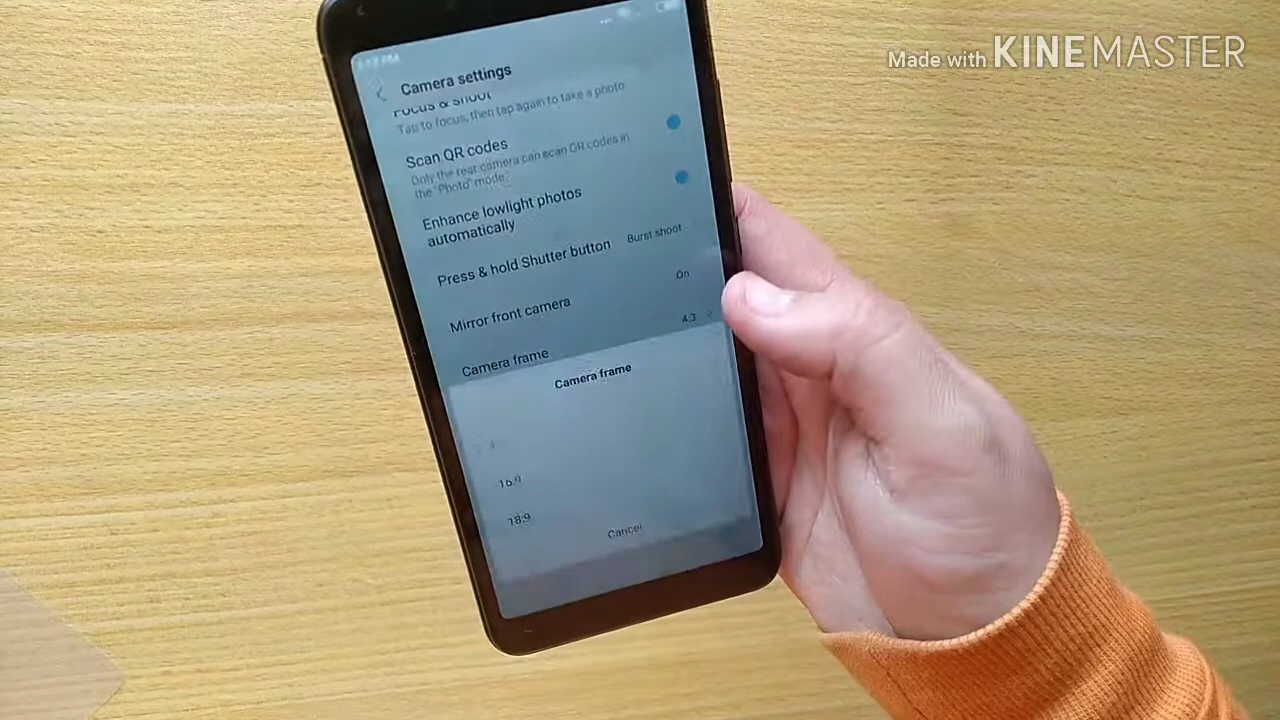 Made with KINEMASTER
Camera settings
Focus & shoot
Tap to focus, then tap again to take a photo.
Scan QR codes
Only the rear camera can scan QR codes in
the "Photo" mode.
Enhance lowlight photos
automatically
Press & hold Shutter button Burst shoot
Mirror front camera On
Camera frame 4:3
Camera frame
16:9
18:9
Cancel